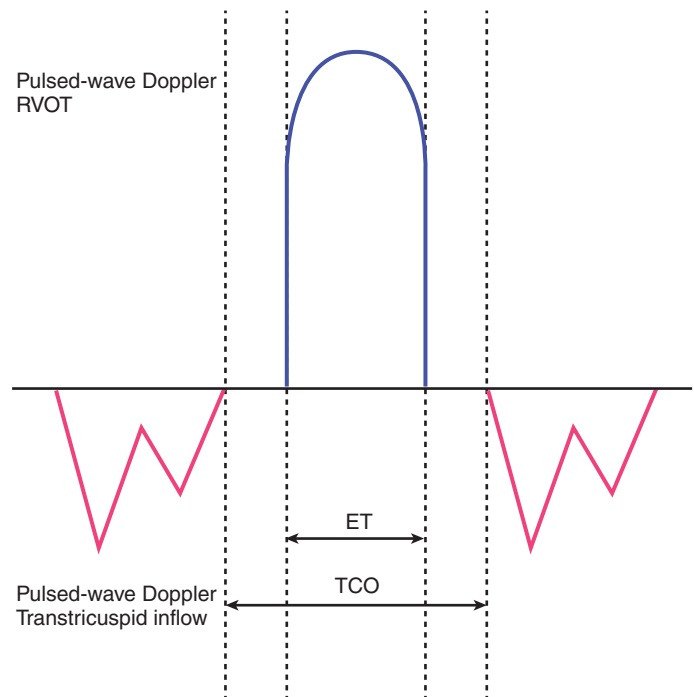 Pulsed-wave Doppler
RVOT
ET
TCO
Pulsed-wave Doppler
Transtricuspid inflow